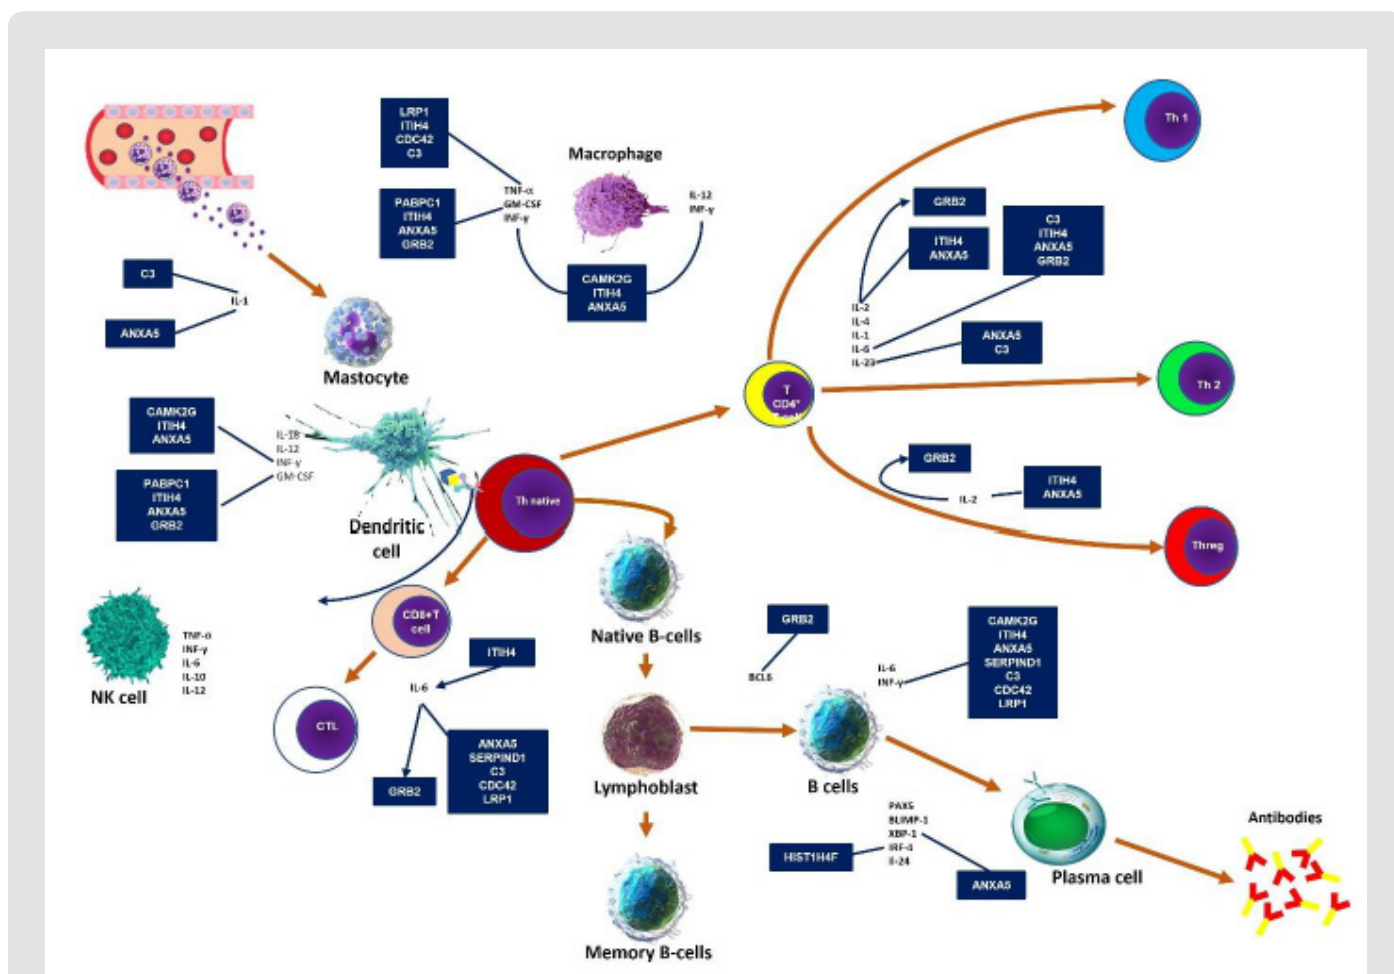 LRP1
ITIH4
CDC42
C3
Macrophage
PABPC1
ITIH4
ANXA5
GRB2
TNF-α
GM-CSF
INF-γ
IL-12
INF-γ
CAMK2G
ITIH4
ANXA5
C3
IL-1
ANXA5
Mastocyte
Th 1
GRB2
ITIH4
ANXA5
C3
ITIH4
ANXA5
GRB2
IL-2
IL-4
IL-1
IL-6
IL-23
ANXA5
C3
T
CD4+
Th 2
CAMK2G
ITIH4
ANXA5
PABPC1
ITIH4
ANXA5
GRB2
IL-18
IL-12
INF-γ
GM-CSF
Dendritic
cell
Th native
GRB2
IL-2
ITIH4
ANXA5
Threg
NK cell
TNF-α
INF-γ
IL-6
IL-10
IL-12
CD8+T
cell
CTL
ITIH4
IL-6
GRB2
ANXA5
SERPIND1
C3
CDC42
LRP1
Native B-cells
Lymphoblast
Memory B-cells
GRB2
BCL6
IL-6
INF-γ
CAMK2G
ITIH4
ANXA5
SERPIND1
C3
CDC42
LRP1
B cells
PAX5
BLIMP-1
XBP-1
IRF-4
Il-24
HIST1H4F
ANXA5
Plasma cell
Antibodies